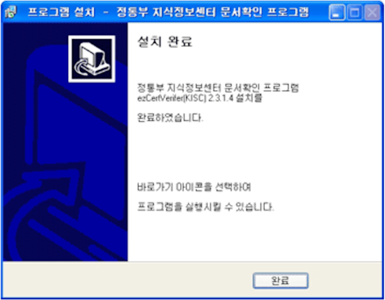 프로그램 설치 - 정통부 지식정보센터 문서확인 프로그램
설치 완료
정통부 지식정보센터 문서확인 프로그램
ezCertVerifer(KISC) 2.3.1.4 설치를
완료하였습니다.
바로가기 아이콘을 선택하여
프로그램을 실행시킬 수 있습니다.
완료